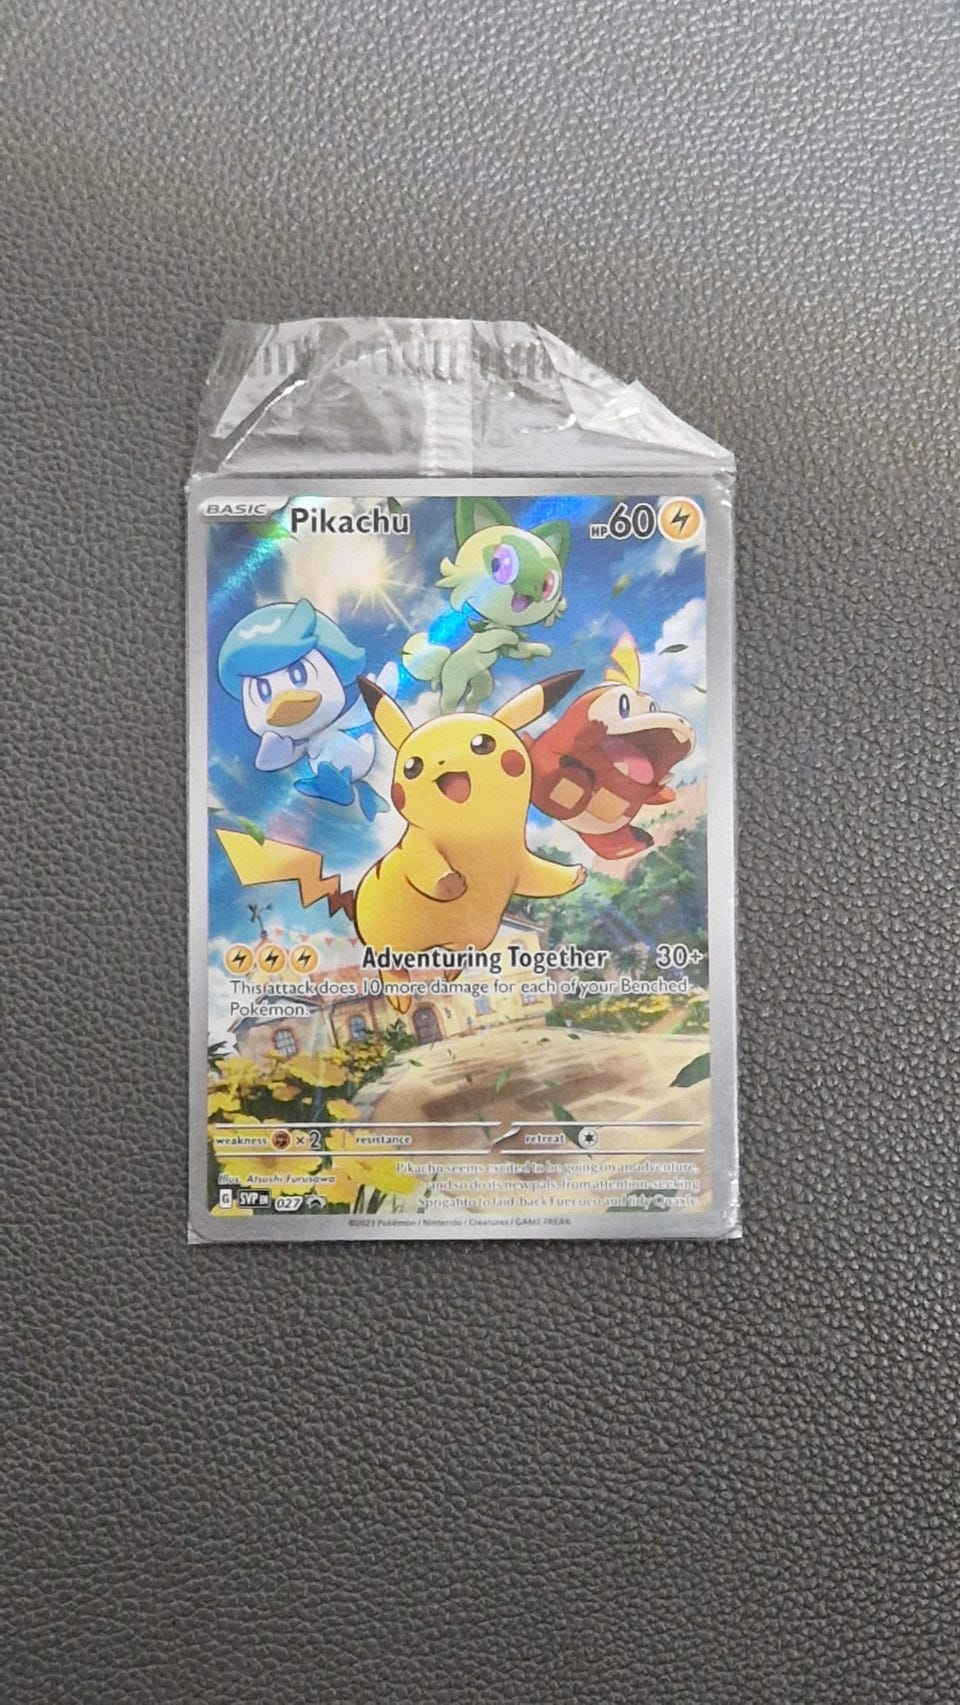 BASIC Pikachu HP 60
Adventuring Together 30+
This attack does 10 more damage for each of your Benched
Pokémon.
weakness ×2 resistance retreat
Pikachu seems excited to be going on an adventure,
and so do its new pals, from attention-seeking
Sprigatito to laid-back Fuecoco and tidy Quaxly.
Illus. Atsushi Furusawa
G SVP EN 027
©2023 Pokémon / Nintendo / Creatures / GAME FREAK